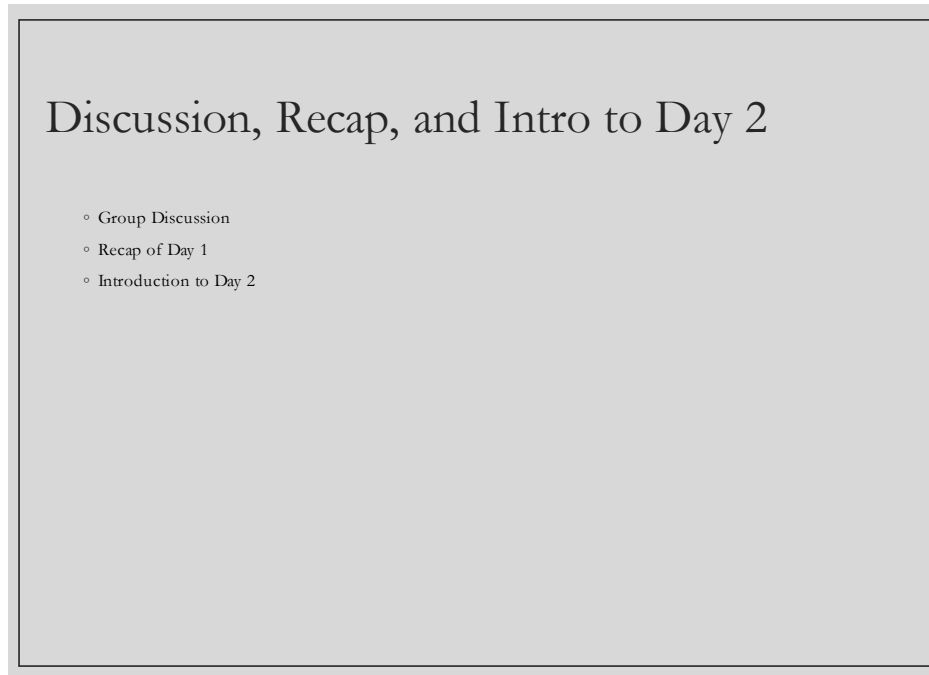 Discussion, Recap, and Intro to Day 2
◦ Group Discussion
◦ Recap of Day 1
◦ Introduction to Day 2